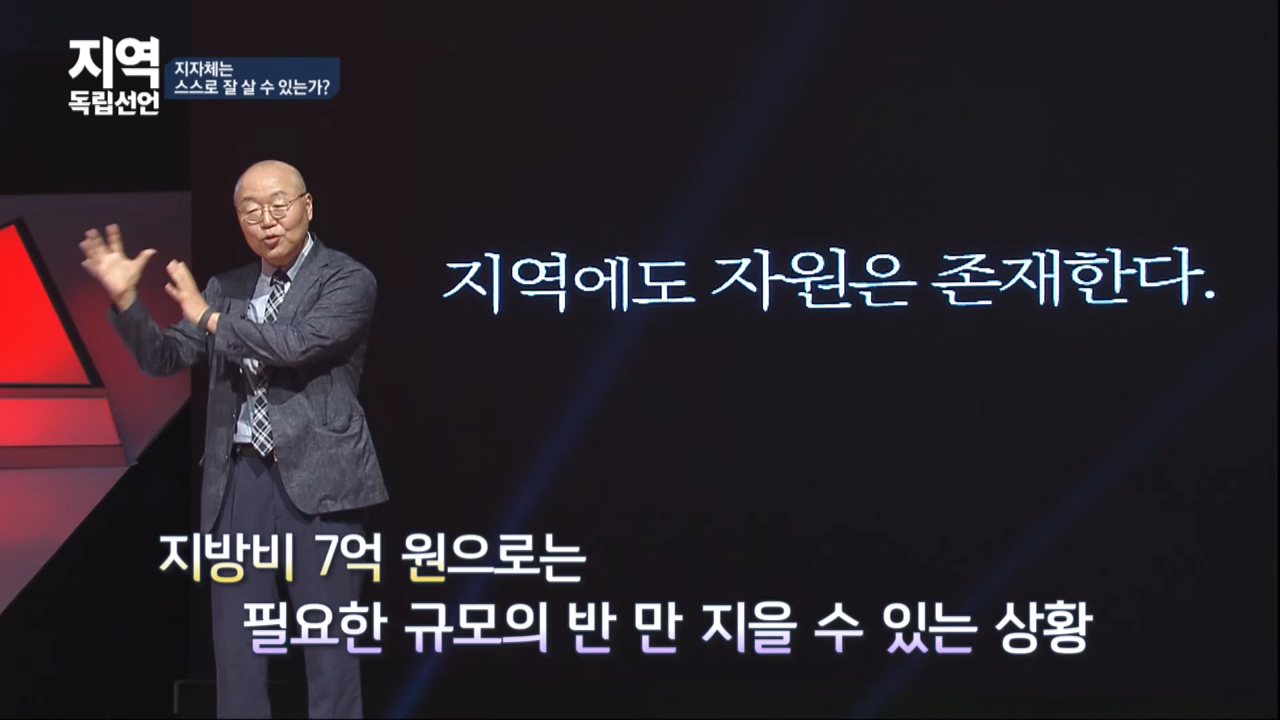 지역
독립선언
지자체는
스스로 잘 살 수 있는가?
지역에도 자원은 존재한다.
지방비 7억 원으로는
필요한 규모의 반 만 지을 수 있는 상황